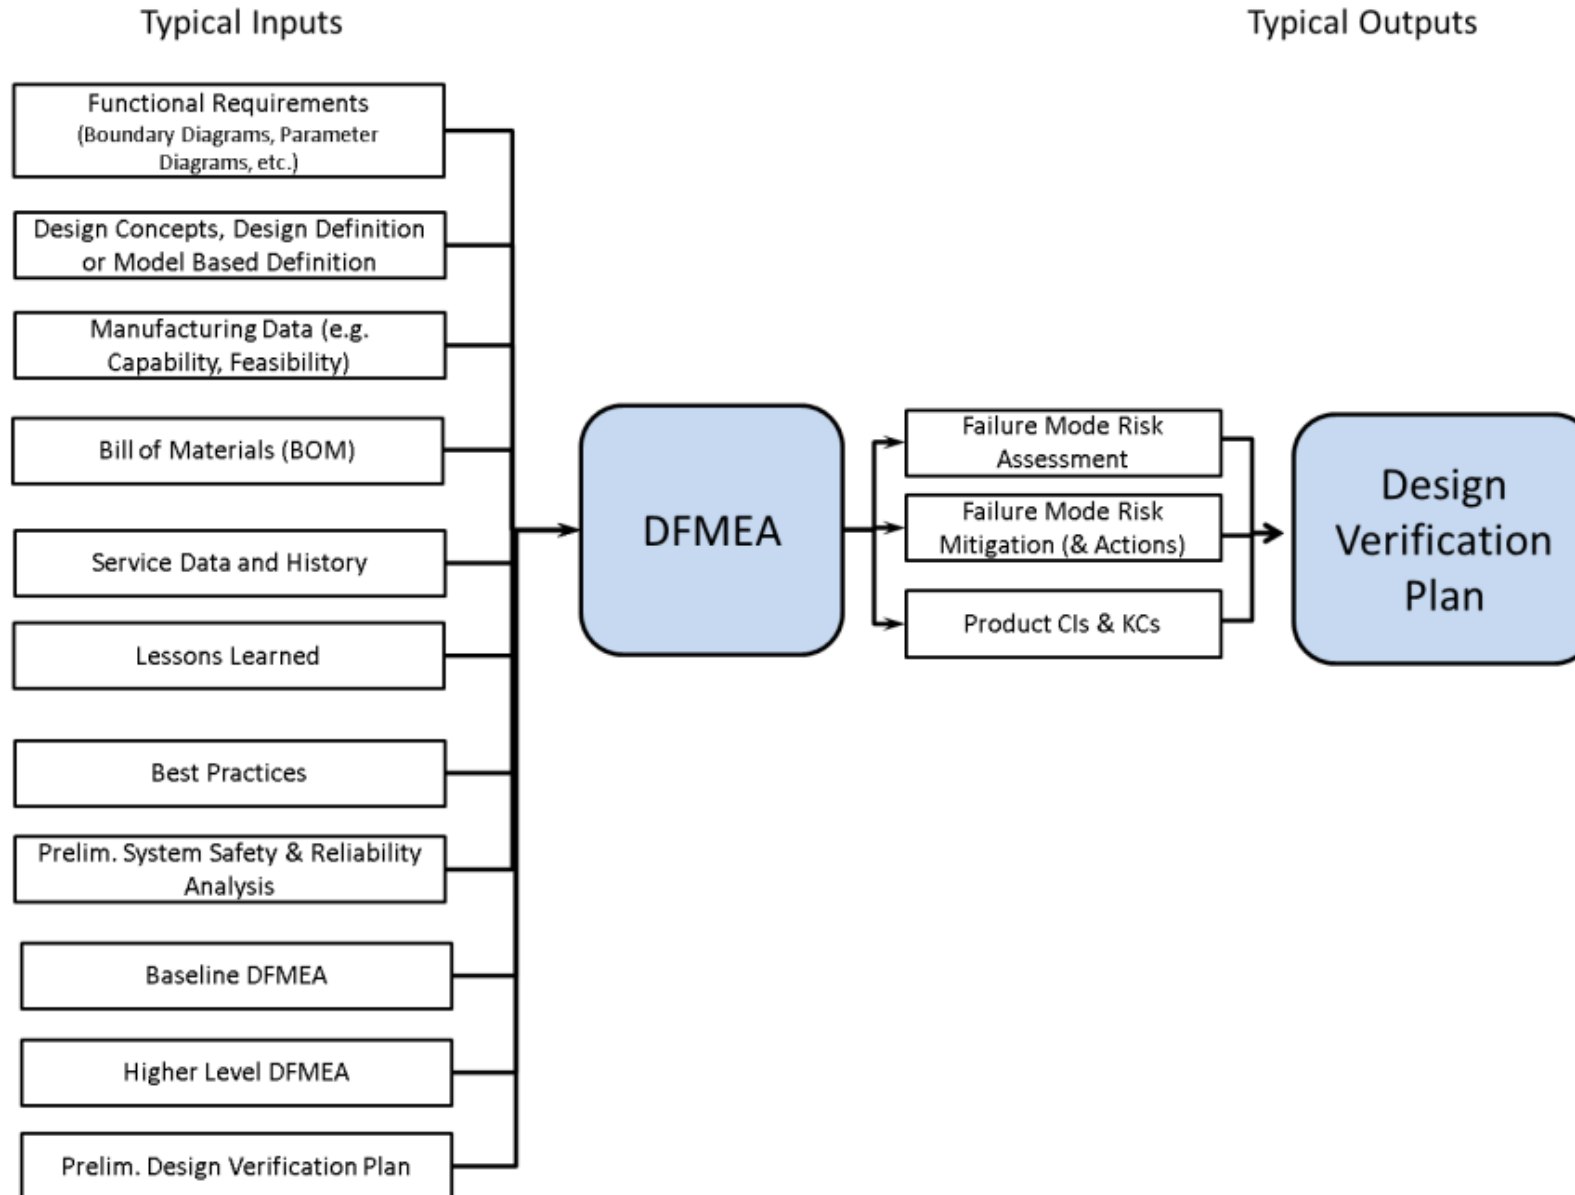 Typical Inputs
Typical Outputs
Functional Requirements
(Boundary Diagrams, Parameter
Diagrams, etc.)
Design Concepts, Design Definition
or Model Based Definition
Manufacturing Data (e.g.
Capability, Feasibility)
Bill of Materials (BOM)
Service Data and History
Lessons Learned
Best Practices
Prelim. System Safety & Reliability
Analysis
Baseline DFMEA
Higher Level DFMEA
Prelim. Design Verification Plan
DFMEA
Failure Mode Risk
Assessment
Failure Mode Risk
Mitigation (& Actions)
Product CIs & KCs
Design
Verification
Plan